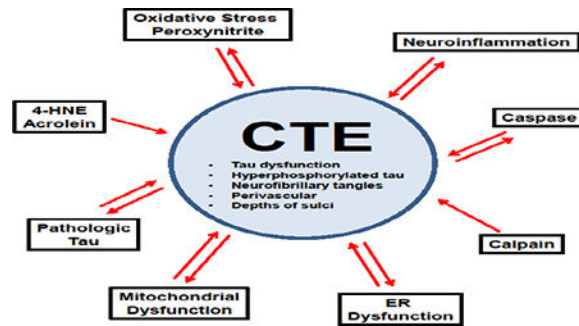 Oxidative Stress
Peroxynitrite
Neuroinflammation
4-HNE
Acrolein
Caspase
CTE
- Tau dysfunction
- Hyperphosphorylated tau
- Neurofibrillary tangles
- Perivascular
- Depths of sulci
Pathologic
Tau
Calpain
Mitochondrial
Dysfunction
ER
Dysfunction